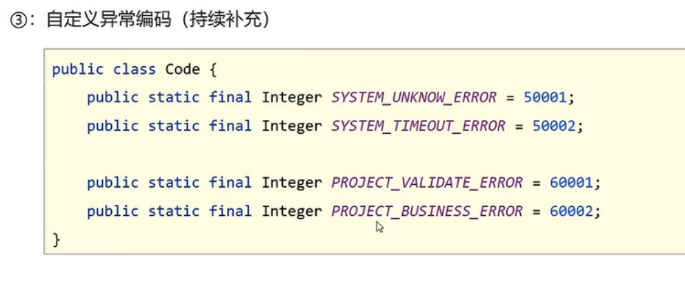 ③：自定义异常编码（持续补充）
public class Code {
    public static final Integer SYSTEM_UNKNOW_ERROR = 50001;
    public static final Integer SYSTEM_TIMEOUT_ERROR = 50002;
    public static final Integer PROJECT_VALIDATE_ERROR = 60001;
    public static final Integer PROJECT_BUSINESS_ERROR = 60002;
}